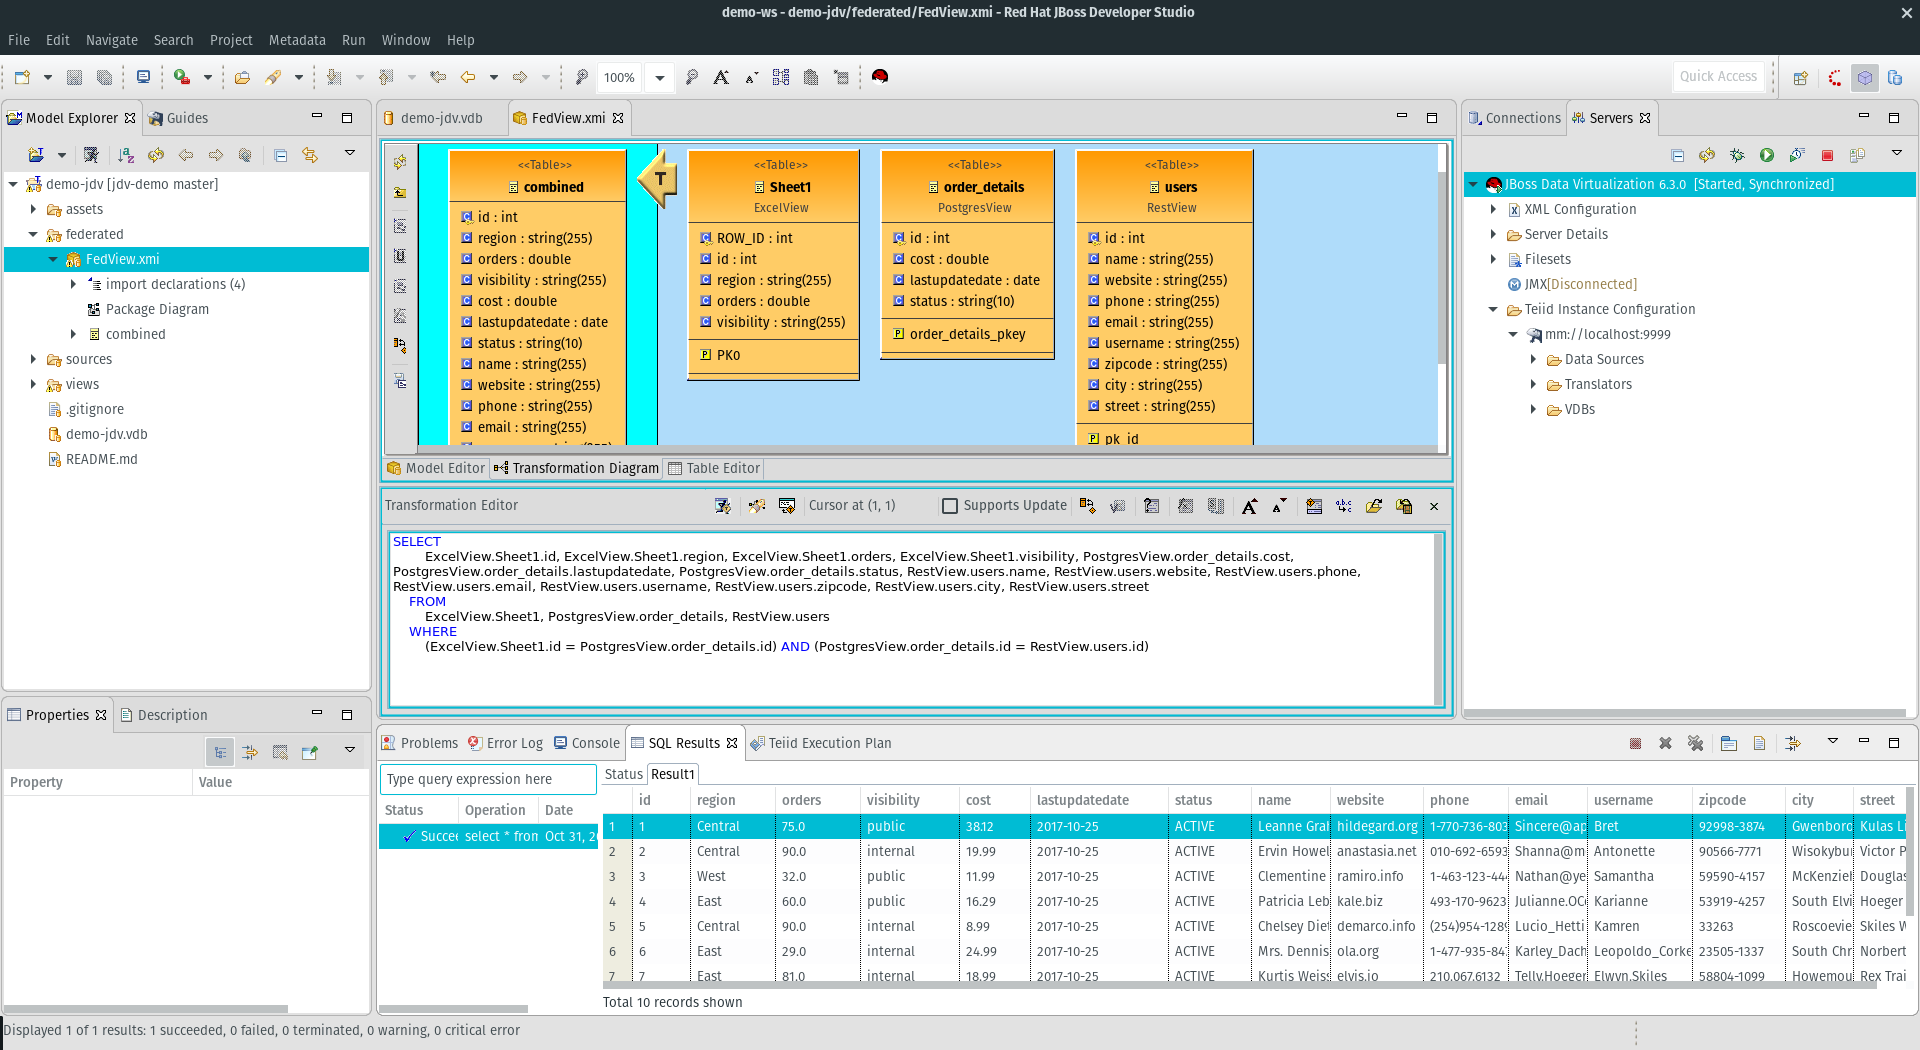 demo-ws - demo-jdv/federated/FedView.xmi - Red Hat JBoss Developer Studio
File Edit Navigate Search Project Metadata Run Window Help
100%
Quick Access
Model Explorer Guides
demo-jdv [jdv-demo master]
assets
federated
FedView.xmi
import declarations (4)
Package Diagram
combined
sources
views
.gitignore
demo-jdv.vdb
README.md
Properties Description
Property Value
demo-jdv.vdb FedView.xmi
<<Table>>
combined
id : int
region : string(255)
orders : double
visibility : string(255)
cost : double
lastupdatedate : date
status : string(10)
name : string(255)
website : string(255)
phone : string(255)
email : string(255)
T
<<Table>>
Sheet1
ExcelView
ROW_ID : int
id : int
region : string(255)
orders : double
visibility : string(255)
PK0
<<Table>>
order_details
PostgresView
id : int
cost : double
lastupdatedate : date
status : string(10)
order_details_pkey
<<Table>>
users
RestView
id : int
name : string(255)
website : string(255)
phone : string(255)
email : string(255)
username : string(255)
zipcode : string(255)
city : string(255)
street : string(255)
pk_id
Model Editor Transformation Diagram Table Editor
Transformation Editor Cursor at (1, 1) Supports Update
SELECT
ExcelView.Sheet1.id, ExcelView.Sheet1.region, ExcelView.Sheet1.orders, ExcelView.Sheet1.visibility, PostgresView.order_details.cost,
PostgresView.order_details.lastupdatedate, PostgresView.order_details.status, RestView.users.name, RestView.users.website, RestView.users.phone,
RestView.users.email, RestView.users.username, RestView.users.zipcode, RestView.users.city, RestView.users.street
FROM
ExcelView.Sheet1, PostgresView.order_details, RestView.users
WHERE
(ExcelView.Sheet1.id = PostgresView.order_details.id) AND (PostgresView.order_details.id = RestView.users.id)
Connections Servers
JBoss Data Virtualization 6.3.0 [Started, Synchronized]
XML Configuration
Server Details
Filesets
JMX[Disconnected]
Teiid Instance Configuration
mm://localhost:9999
Data Sources
Translators
VDBs
Problems Error Log Console SQL Results Teiid Execution Plan
Type query expression here
Status Operation Date
Succe select * fron Oct 31, 2
Status Result1
id region orders visibility cost lastupdatedate status name website phone email username zipcode city street
1 1 Central 75.0 public 38.12 2017-10-25 ACTIVE Leanne Gra hildegard.org 1-770-736-803 Sincere@ap Bret 92998-3874 Gwenboro Kulas Li
2 2 Central 90.0 internal 19.99 2017-10-25 ACTIVE Ervin Howel anastasia.net 010-692-6593 Shanna@m Antonette 90566-7771 Wisokybu Victor P
3 3 West 32.0 public 11.99 2017-10-25 ACTIVE Clementine ramiro.info 1-463-123-44 Nathan@ye Samantha 59590-4157 McKenzie Douglas
4 4 East 60.0 public 16.29 2017-10-25 ACTIVE Patricia Leb kale.biz 493-170-9623 Julianne.OC Karianne 53919-4257 South Elvi Hoeger
5 5 Central 90.0 internal 8.99 2017-10-25 ACTIVE Chelsey Diet demarco.info (254)954-128 Lucio_Hetti Kamren 33263 Roscoevie Skiles W
6 6 East 29.0 internal 24.99 2017-10-25 ACTIVE Mrs. Dennis ola.org 1-477-935-84 Karley_Dach Leopoldo_Corke 23505-1337 South Chr Norbert
7 7 East 81.0 internal 18.99 2017-10-25 ACTIVE Kurtis Weiss elvis.io 210.067.6132 Telly.Hoeger Elwyn.Skiles 58804-1099 Howemou Rex Trai
Total 10 records shown
Displayed 1 of 1 results: 1 succeeded, 0 failed, 0 terminated, 0 warning, 0 critical error